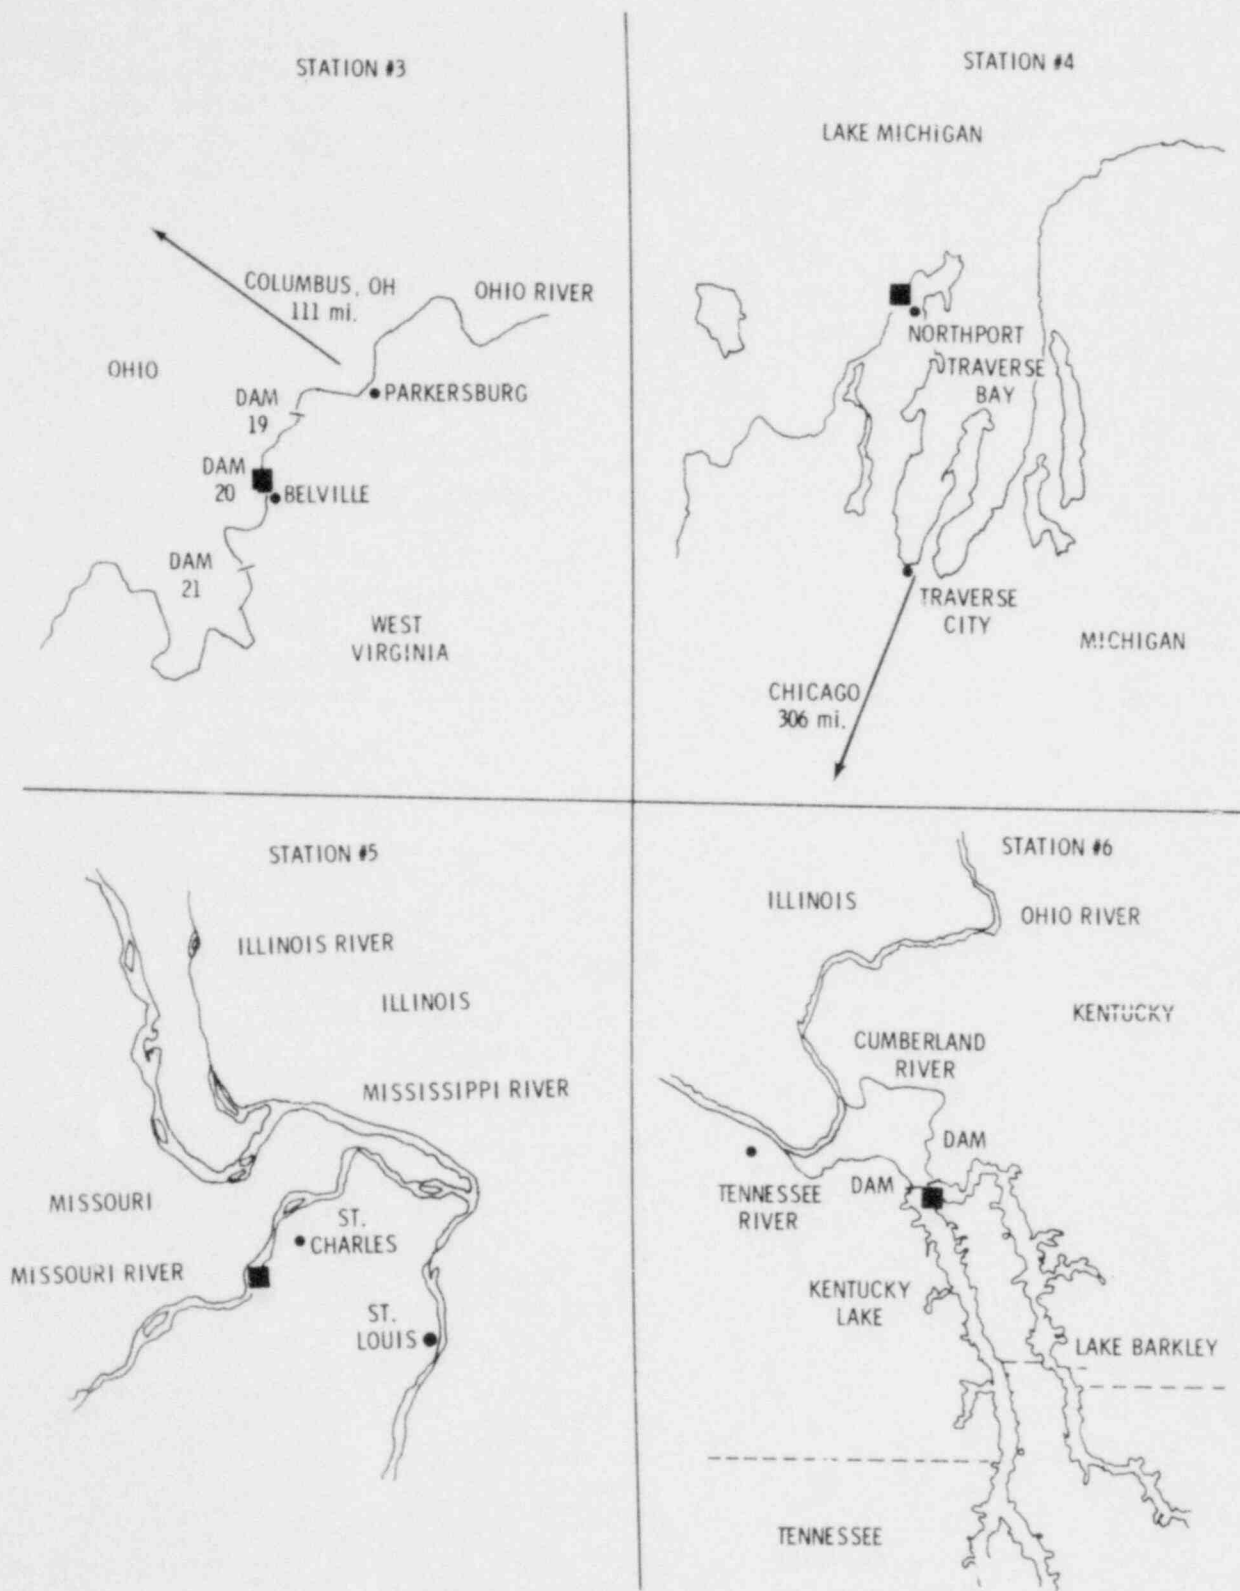 STATION #3
COLUMBUS, OH
111 mi.
OHIO RIVER
OHIO
DAM
19
PARKERSBURG
DAM
20
BELVILLE
DAM
21
WEST
VIRGINIA
STATION #4
LAKE MICHIGAN
NORTHPORT
TRAVERSE
BAY
TRAVERSE
CITY
MICHIGAN
CHICAGO
306 mi.
STATION #5
ILLINOIS RIVER
ILLINOIS
MISSISSIPPI RIVER
MISSOURI
ST.
CHARLES
MISSOURI RIVER
ST.
LOUIS
STATION #6
ILLINOIS
OHIO RIVER
KENTUCKY
CUMBERLAND
RIVER
DAM
DAM
TENNESSEE
RIVER
KENTUCKY
LAKE
LAKE BARKLEY
TENNESSEE